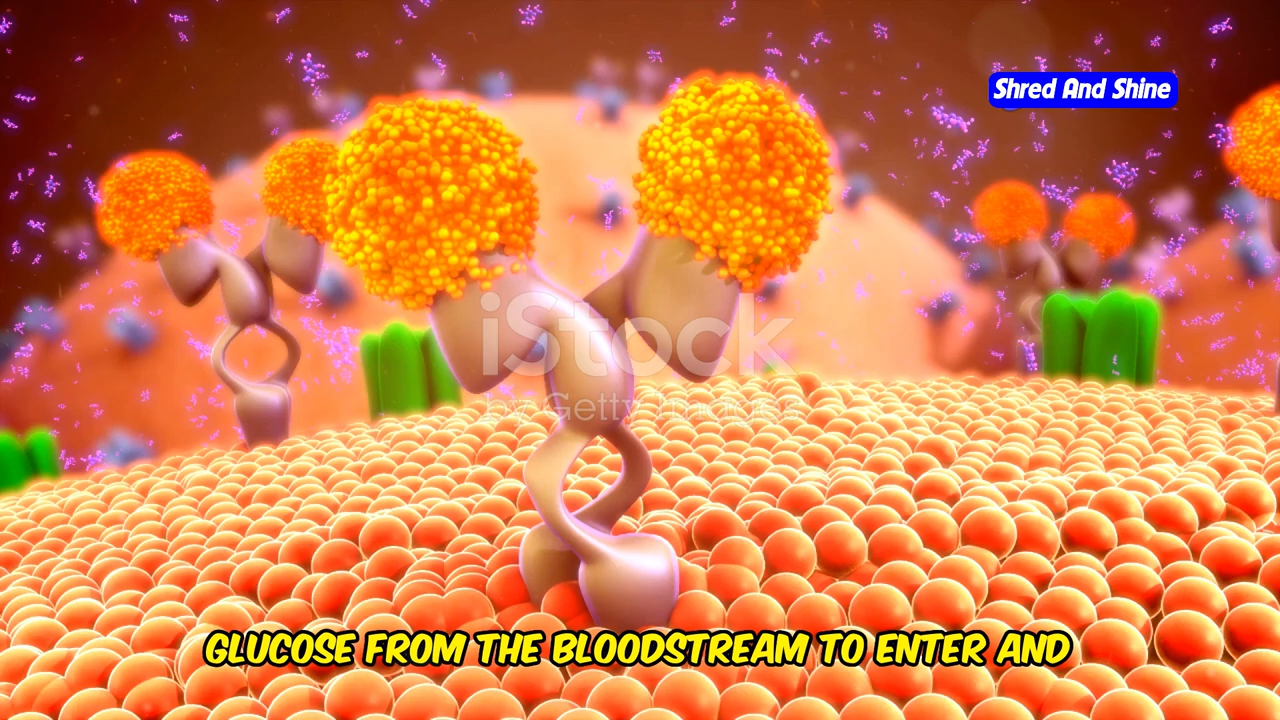 Shred And Shine
iStock
by Getty Images
GLUCOSE FROM THE BLOODSTREAM TO ENTER AND